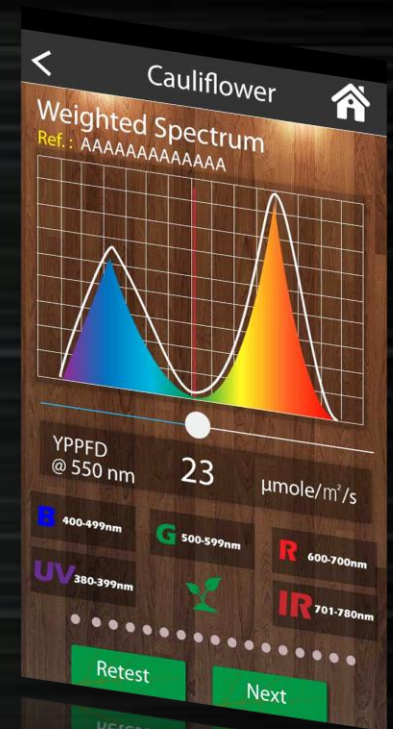 Cauliflower
Weighted Spectrum
Ref.: AAAAAAAAAAAAA
YPPFD
@ 550 nm
23
μmole/㎡/s
B 400-499nm
G 500-599nm
R 600-700nm
UV 380-399nm
IR 701-780nm
Retest
Next